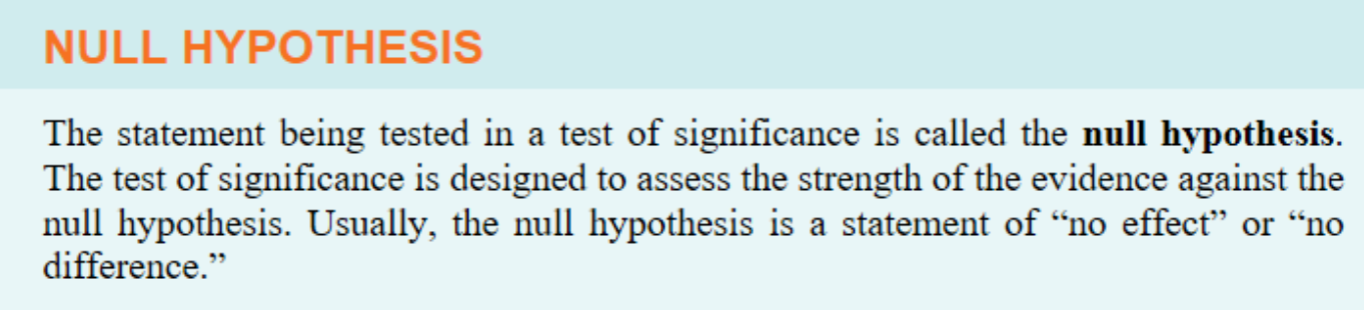 NULL HYPOTHESIS
The statement being tested in a test of significance is called the null hypothesis.
The test of significance is designed to assess the strength of the evidence against the
null hypothesis. Usually, the null hypothesis is a statement of “no effect” or “no
difference.”